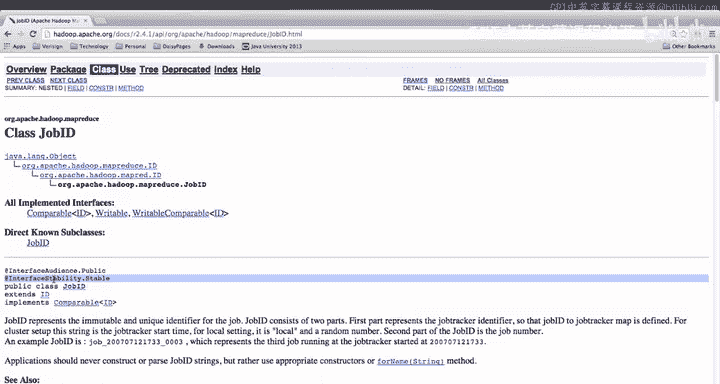 JobID (Apache Hadoop Ma
hadoop.apache.org/docs/r2.4.1/api/org/apache/hadoop/mapreduce/JobID.html
Apps Verisign Theatre Personal DaisyPages Download Java University 2013 Other Bookmarks
Overview Package Class Use Tree Deprecated Index Help
PREV CLASS NEXT CLASS FRAMES NO FRAMES All Classes
SUMMARY: NESTED | FIELD | CONSTR | METHOD DETAIL: FIELD | CONSTR | METHOD
org.apache.hadoop.mapreduce
Class JobID
java.lang.Object
org.apache.hadoop.mapreduce.ID
org.apache.hadoop.mapred.ID
org.apache.hadoop.mapreduce.JobID
All Implemented Interfaces:
Comparable<ID>, Writable, WritableComparable<ID>
Direct Known Subclasses:
JobID
@InterfaceAudience.Public
@InterfaceStability.Stable
public class JobID
extends ID
implements Comparable<ID>
JobID represents the immutable and unique identifier for the job. JobID consists of two parts. First part represents the jobtracker identifier, so that jobID to jobtracker map is defined. For
cluster setup this string is the jobtracker start time, for local setting, it is "local" and a random number. Second part of the JobID is the job number.
An example JobID is : job_200707121733_0003 , which represents the third job running at the jobtracker started at 200707121733.
Applications should never construct or parse JobID strings, but rather use appropriate constructors or forName(String) method.
See Also: